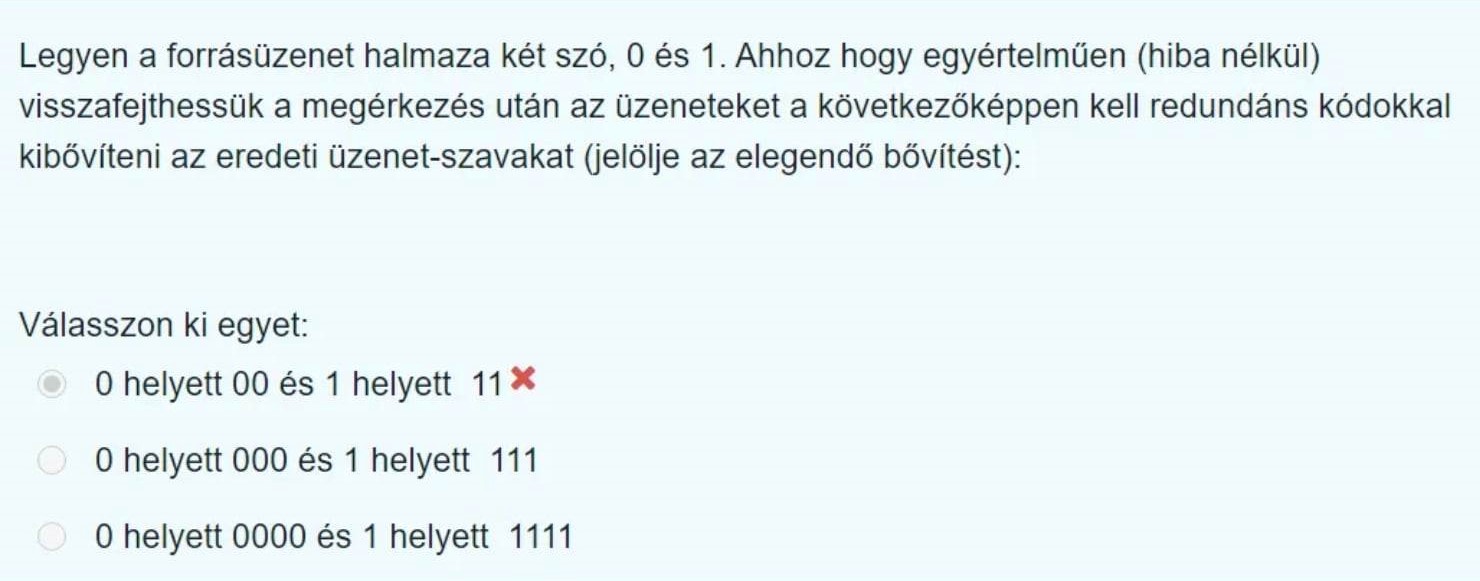 Legyen a forrásüzenet halmaza két szó, 0 és 1. Ahhoz hogy egyértelműen (hiba nélkül)
visszafejthessük a megérkezés után az üzeneteket a következőképpen kell redundáns kódokkal
kibővíteni az eredeti üzenet-szavakat (jelölje az elegendő bővítést):
Válasszon ki egyet:
0 helyett 00 és 1 helyett 11
0 helyett 000 és 1 helyett 111
0 helyett 0000 és 1 helyett 1111